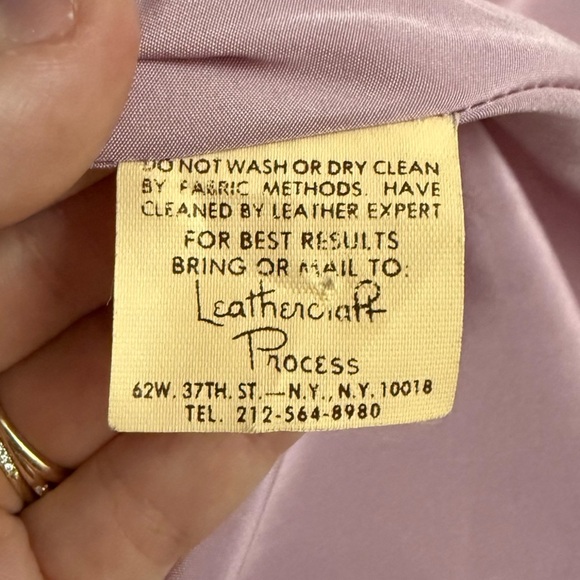 DO NOT WASH OR DRY CLEAN
BY FABRIC METHODS. HAVE
CLEANED BY LEATHER EXPERT
FOR BEST RESULTS
BRING OR MAIL TO:
Leathercraft
Process
62W. 37TH. ST.—N.Y., N.Y. 10018
TEL. 212-564-8980